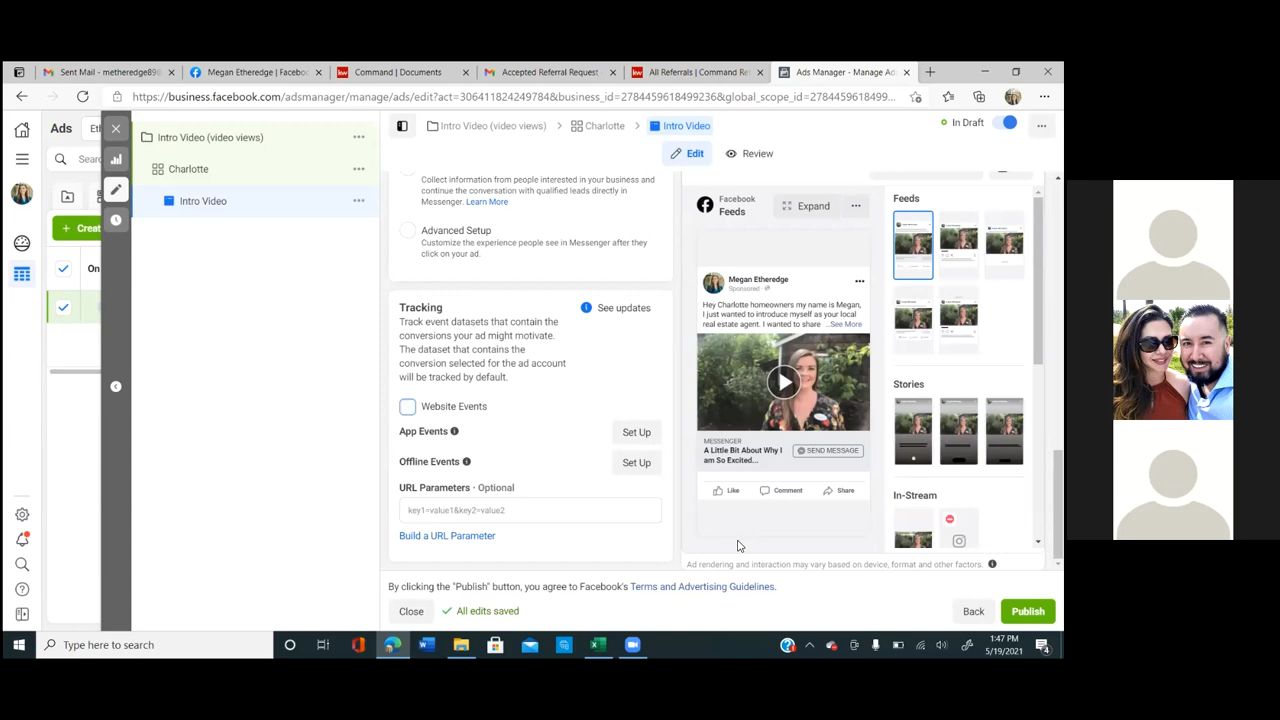 Sent Mail - metheredge89@
Megan Etheredge | Faceboo
Command | Documents
Accepted Referral Request
All Referrals | Command Re
Ads Manager - Manage Ad
https://business.facebook.com/adsmanager/manage/ads/edit?act=306411824249784&business_id=2784459618499236&global_scope_id=2784459618499...
Ads
Eth
Intro Video (video views)
Intro Video (video views)
Charlotte
Intro Video
In Draft
Edit
Review
Sear
Charlotte
Intro Video
+ Creat
On
Collect information from people interested in your business and
continue the conversation with qualified leads directly in
Messenger. Learn More
Advanced Setup
Customize the experience people see in Messenger after they
click on your ad.
Tracking
See updates
Track event datasets that contain the
conversions your ad might motivate.
The dataset that contains the
conversion selected for the ad account
will be tracked by default.
Website Events
App Events
Set Up
Offline Events
Set Up
URL Parameters · Optional
key1=value1&key2=value2
Build a URL Parameter
Facebook
Feeds
Expand
Megan Etheredge
Sponsored
Hey Charlotte homeowners my name is Megan,
I just wanted to introduce myself as your local
real estate agent. I wanted to share ...See More
MESSENGER
A Little Bit About Why I
am So Excited...
SEND MESSAGE
Like
Comment
Share
Feeds
Stories
In-Stream
Ad rendering and interaction may vary based on device, format and other factors.
By clicking the "Publish" button, you agree to Facebook's Terms and Advertising Guidelines.
Close
All edits saved
Back
Publish
Type here to search
1:47 PM
5/19/2021
4